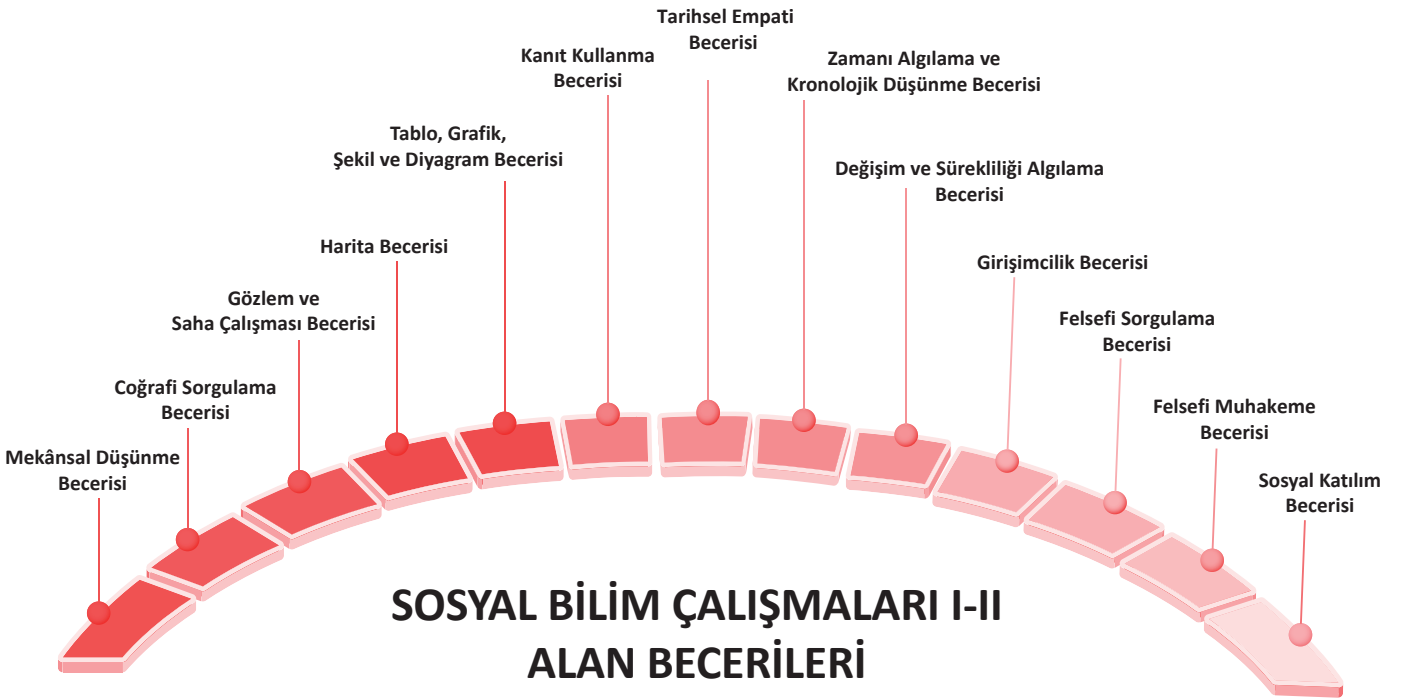 Mekânsal Düşünme
Becerisi
Coğrafi Sorgulama
Becerisi
Gözlem ve
Saha Çalışması Becerisi
Harita Becerisi
Tablo, Grafik,
Şekil ve Diyagram Becerisi
Kanıt Kullanma
Becerisi
Tarihsel Empati
Becerisi
Zamanı Algılama ve
Kronolojik Düşünme Becerisi
Değişim ve Sürekliliği Algılama
Becerisi
Girişimcilik Becerisi
Felsefi Sorgulama
Becerisi
Felsefi Muhakeme
Becerisi
Sosyal Katılım
Becerisi
SOSYAL BİLİM ÇALIŞMALARI I-II
ALAN BECERİLERİ